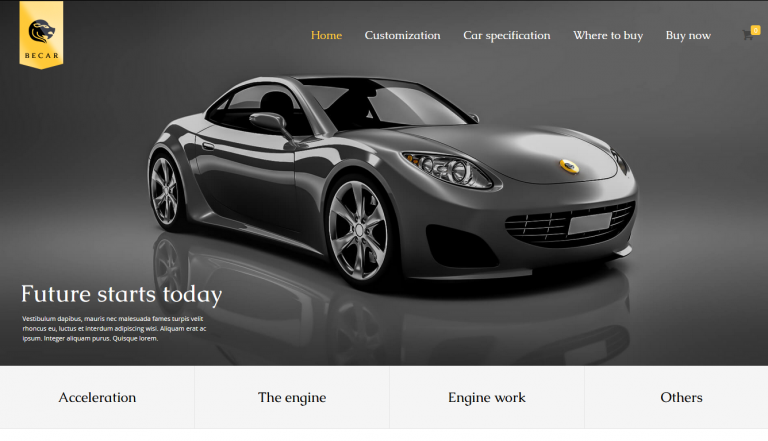 BECAR
Home
Customization
Car specification
Where to buy
Buy now
0
Future starts today
Vestibulum dapibus, mauris nec malesuada fames turpis velit
rhoncus eu, luctus et interdum adipiscing wisi. Aliquam erat ac
ipsum. Integer aliquam purus. Quisque lorem.
Acceleration
The engine
Engine work
Others